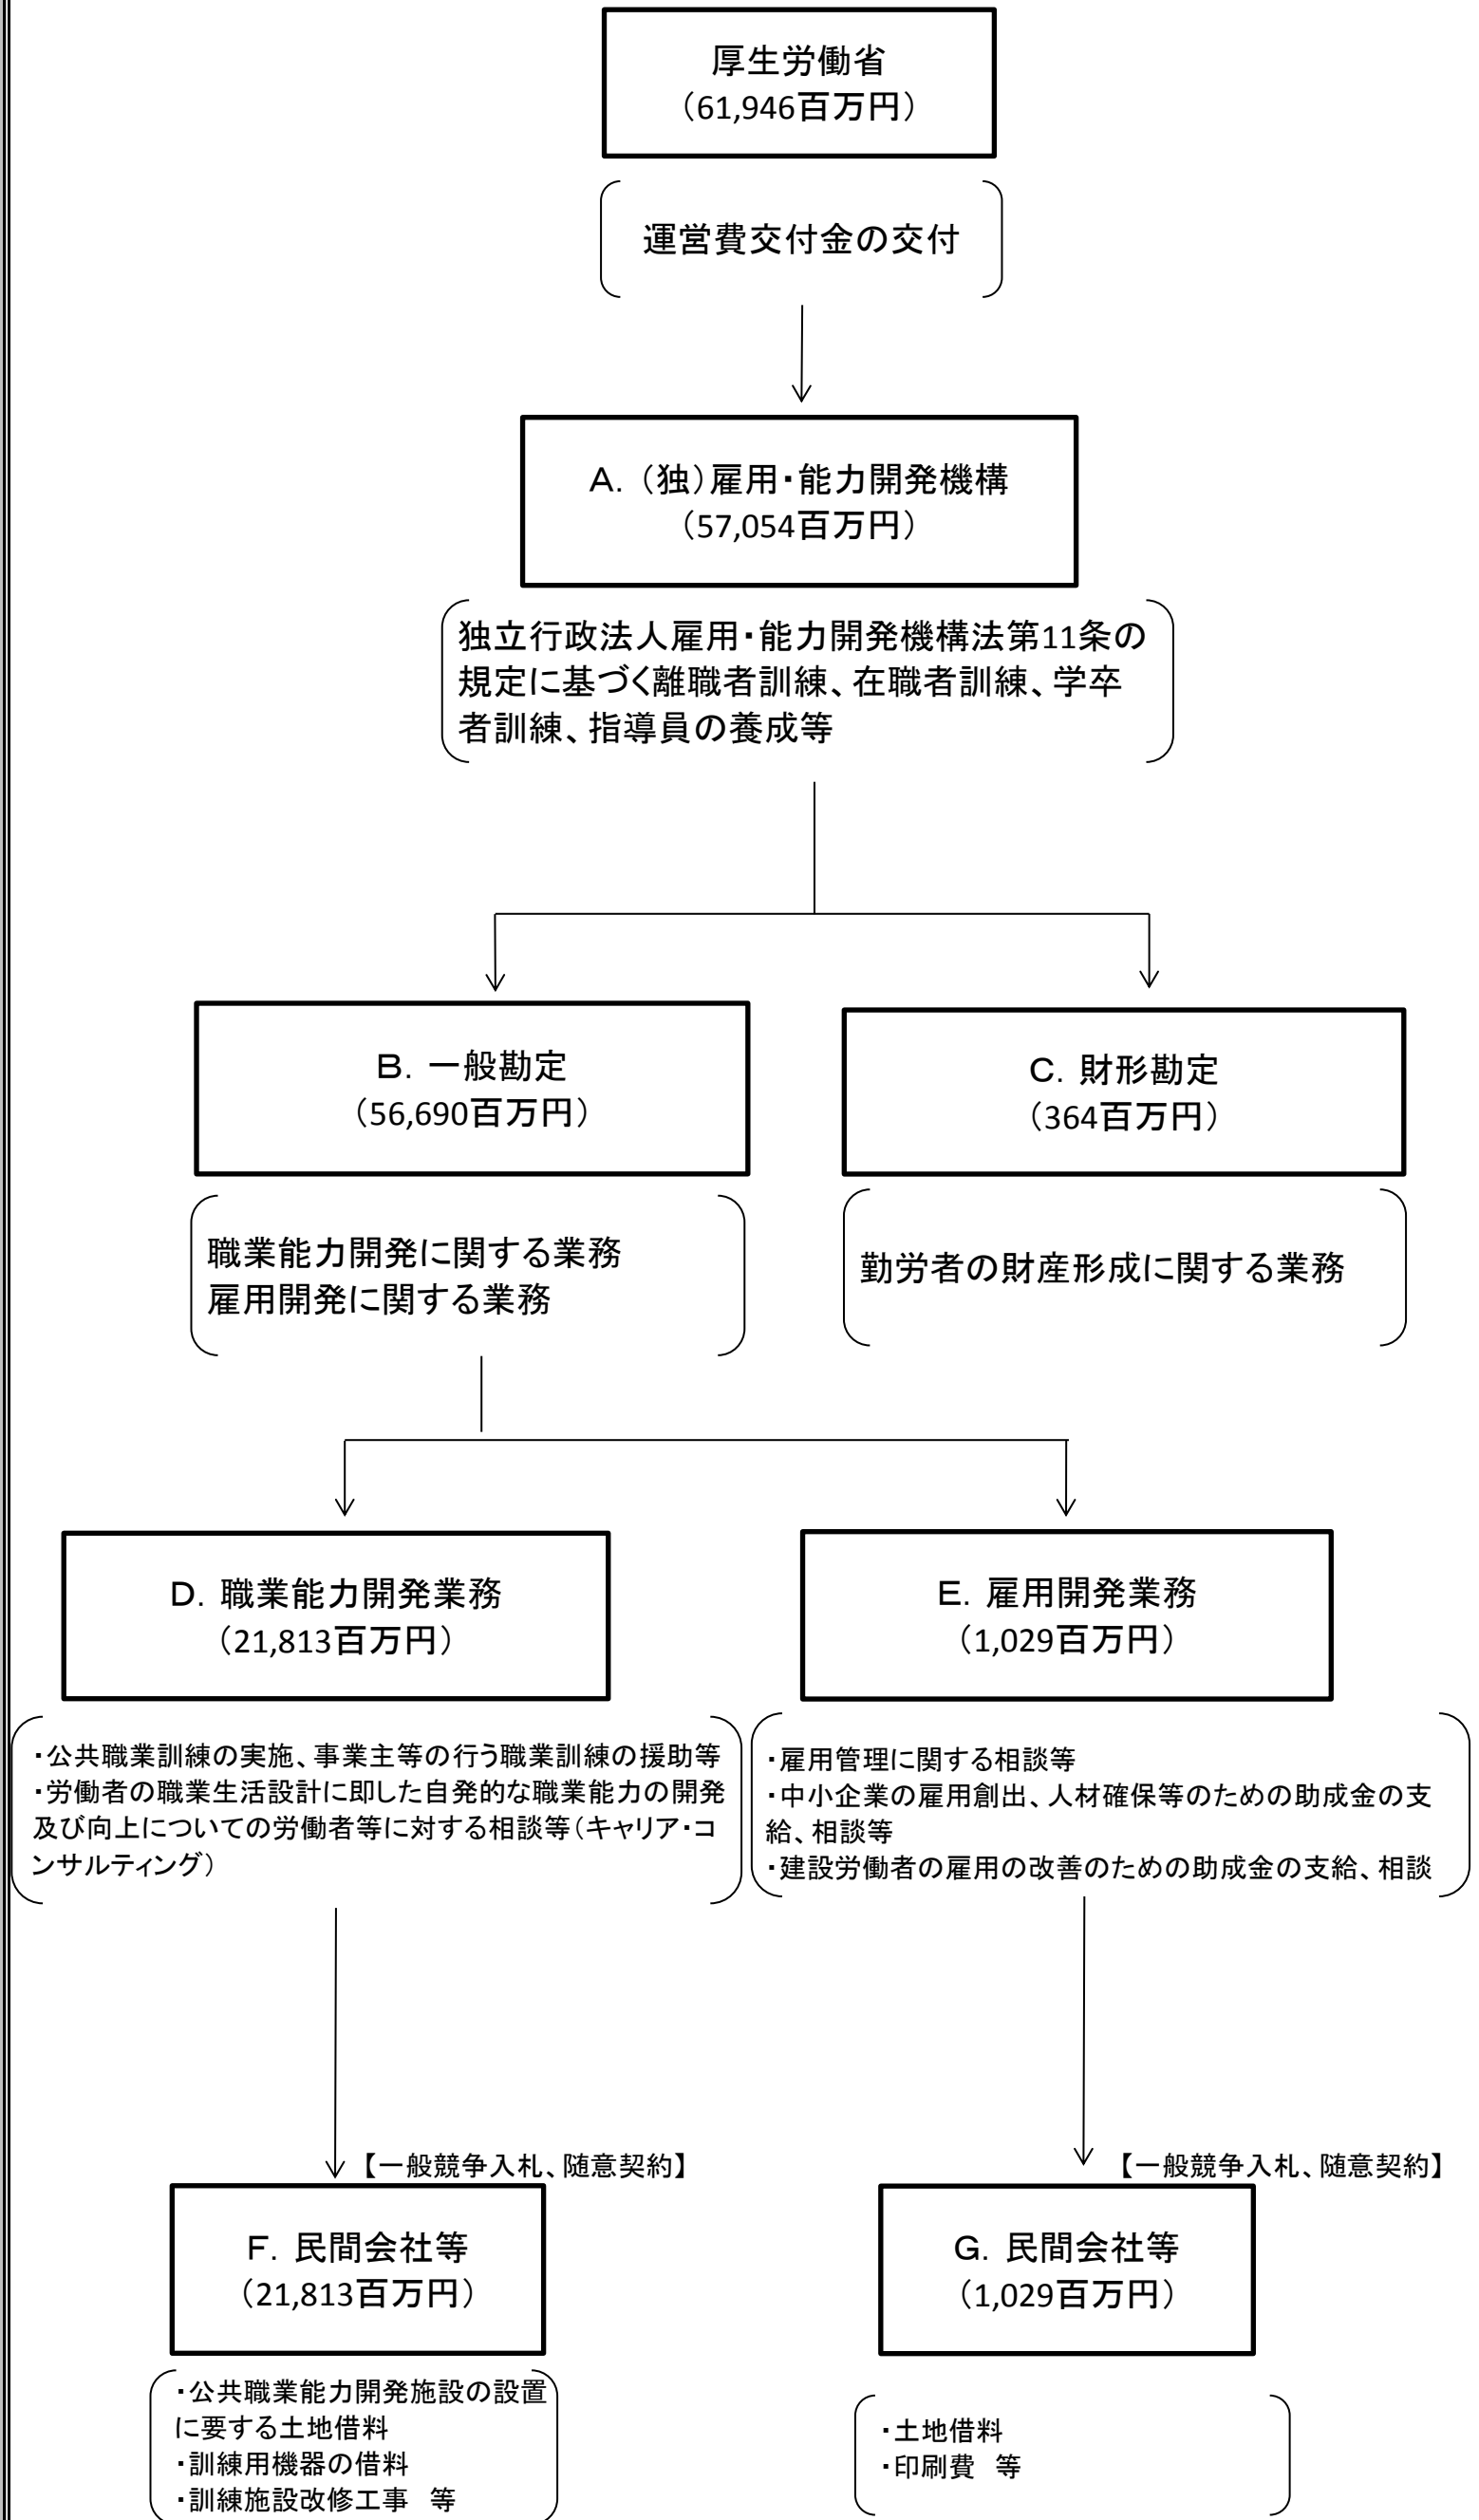 厚生労働省
（61,946百万円）
運営費交付金の交付
A．（独）雇用・能力開発機構
（57,054百万円）
独立行政法人雇用・能力開発機構法第11条の
規定に基づく離職者訓練、在職者訓練、学卒
者訓練、指導員の養成等
B．一般勘定
（56,690百万円）
C．財形勘定
（364百万円）
職業能力開発に関する業務
雇用開発に関する業務
勤労者の財産形成に関する業務
D．職業能力開発業務
（21,813百万円）
E．雇用開発業務
（1,029百万円）
・公共職業訓練の実施、事業主等の行う職業訓練の援助等
・労働者の職業生活設計に即した自発的な職業能力の開発
及び向上についての労働者等に対する相談等（キャリア・コ
ンサルティング）
・雇用管理に関する相談等
・中小企業の雇用創出、人材確保等のための助成金の支
給、相談等
・建設労働者の雇用の改善のための助成金の支給、相談
【一般競争入札、随意契約】
【一般競争入札、随意契約】
F．民間会社等
（21,813百万円）
G．民間会社等
（1,029百万円）
・公共職業能力開発施設の設置
に要する土地借料
・訓練用機器の借料
・訓練施設改修工事　等
・土地借料
・印刷費　等